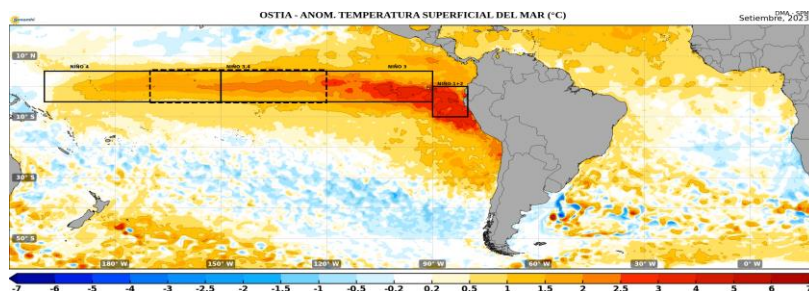 OSTIA - ANOM. TEMPERATURA SUPERFICIAL DEL MAR (°C)
DMA - SPM
Setiembre, 2023
10° N
NIÑO 4
NIÑO 3.4
NIÑO 3
NIÑO 1+2
10° S
30° S
50° S
180° W
150° W
120° W
90° W
60° W
30° W
0° W
-7 -6 -5 -4 -3 -2.5 -2 -1.5 -1 -0.5 -0.2 0.2 0.5 1 1.5 2 2.5 3 4 5 6 7